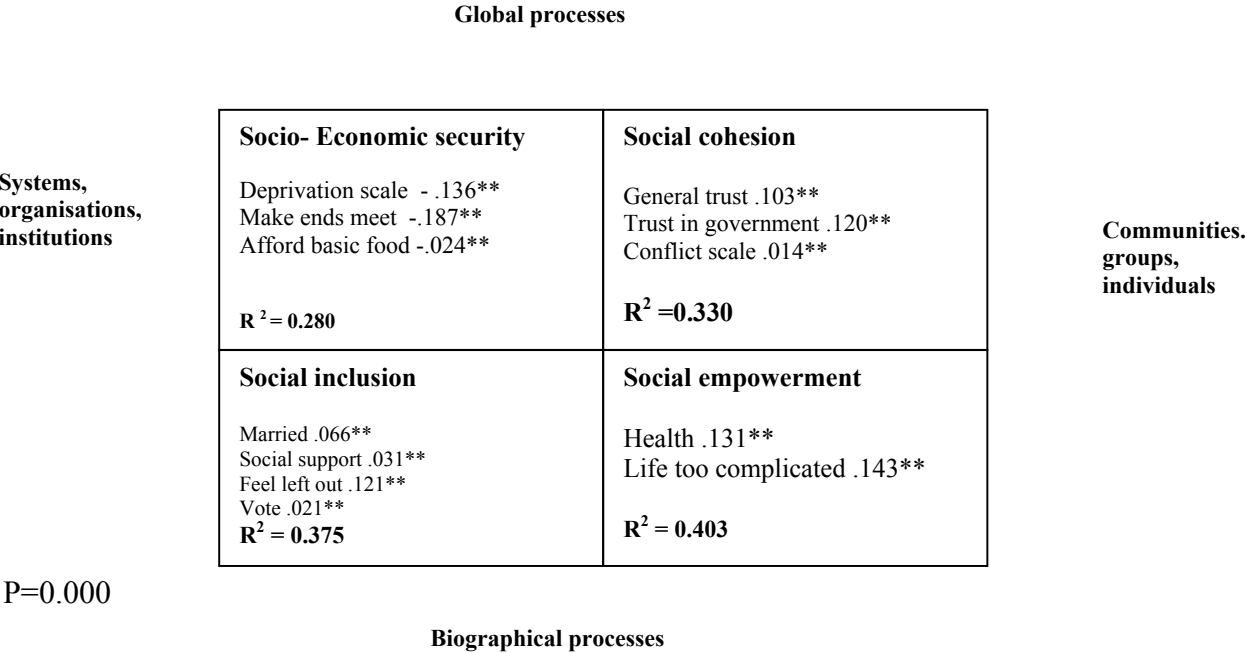 Global processes
Systems,
organisations,
institutions
Socio- Economic security
Deprivation scale - .136**
Make ends meet -.187**
Afford basic food -.024**
R 2 = 0.280
Social cohesion
General trust .103**
Trust in government .120**
Conflict scale .014**
R2 =0.330
Communities.
groups,
individuals
Social inclusion
Married .066**
Social support .031**
Feel left out .121**
Vote .021**
R2 = 0.375
Social empowerment
Health .131**
Life too complicated .143**
R2 = 0.403
P=0.000
Biographical processes